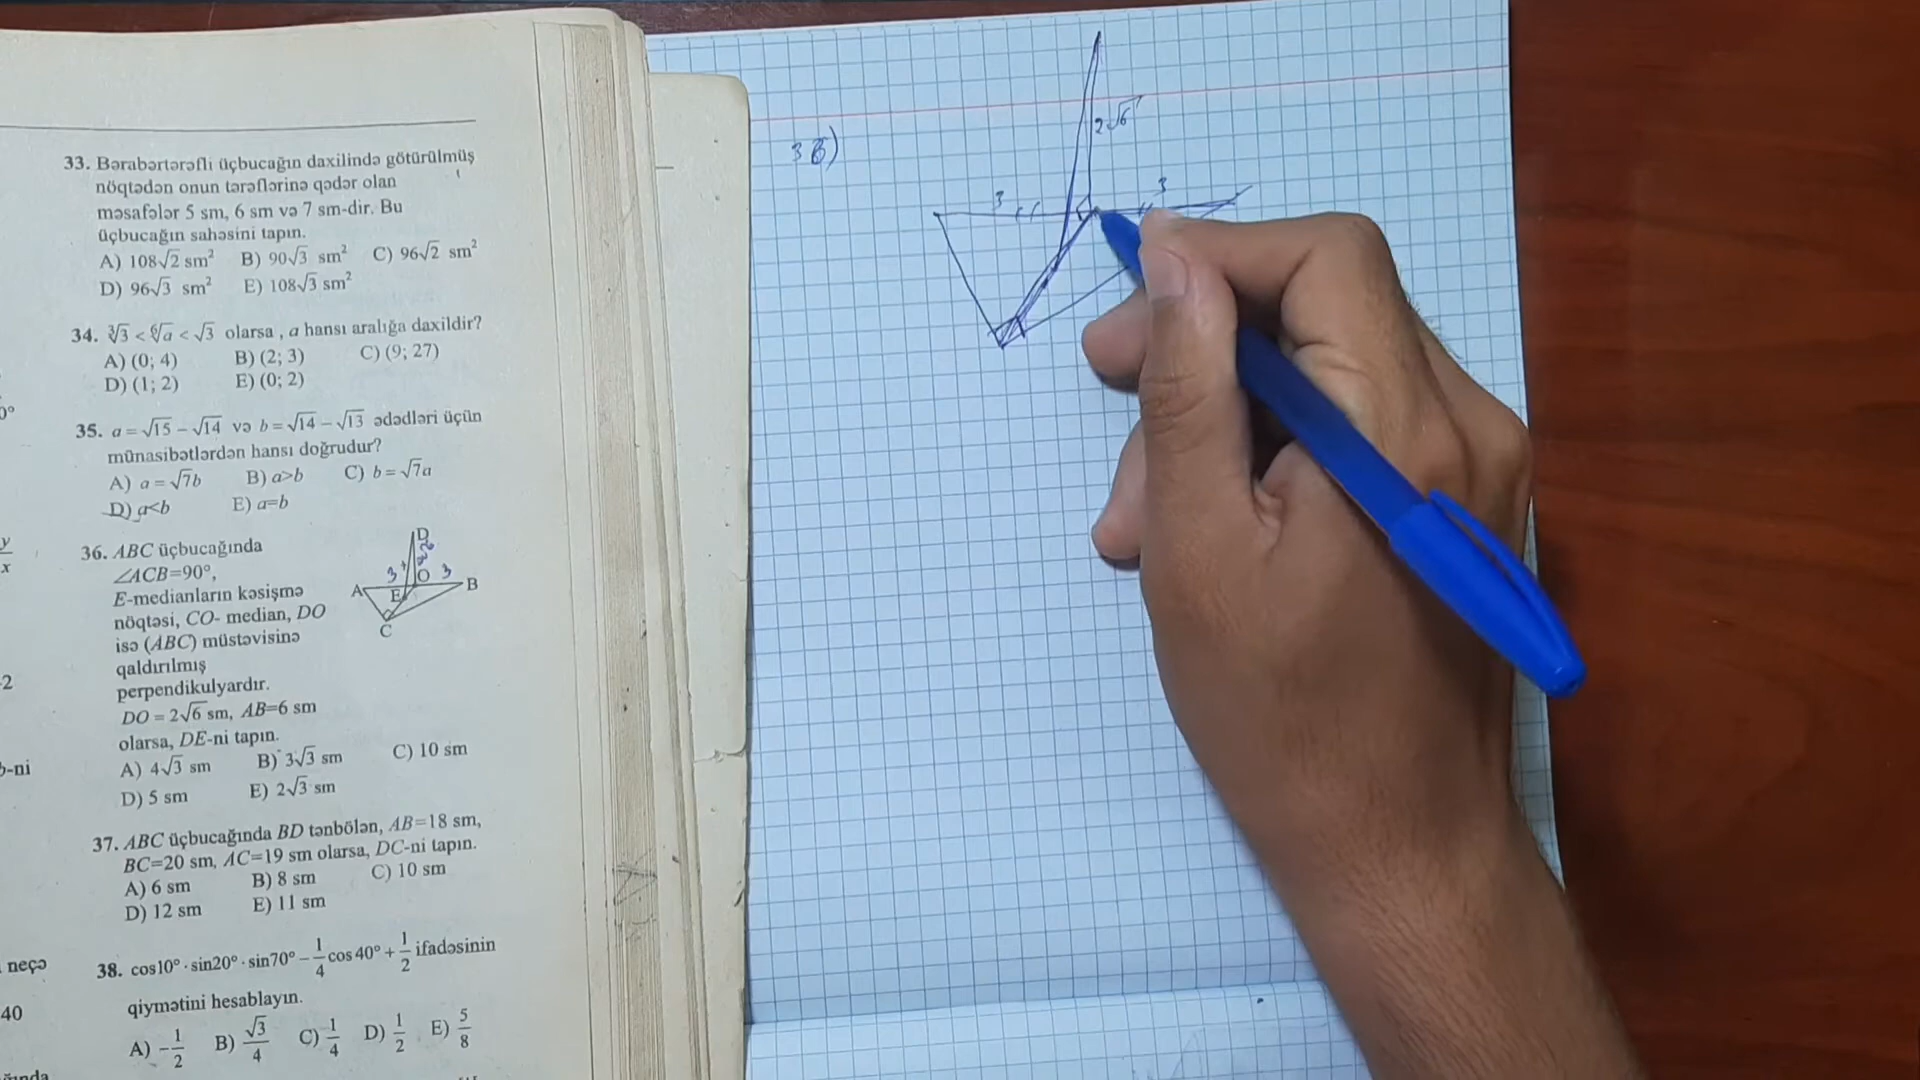 33. Bərabərtərəfli üçbucağın daxilində götürülmüş
nöqtədən onun tərəflərinə qədər olan
məsafələr 5 sm, 6 sm və 7 sm-dir. Bu
üçbucağın sahəsini tapın.
A) 108√2 sm² B) 90√3 sm² C) 96√2 sm²
D) 96√3 sm² E) 108√3 sm²
34. ∛3 < ⁶√a < √3 olarsa , a hansı aralığa daxildir?
A) (0; 4) B) (2; 3) C) (9; 27)
D) (1; 2) E) (0; 2)
35. a = √15 − √14 və b = √14 − √13 ədədləri üçün
münasibətlərdən hansı doğrudur?
A) a = √7b B) a>b C) b = √7a
D) a<b E) a=b
36. ABC üçbucağında
∠ACB=90°,
E-medianların kəsişmə
nöqtəsi, CO- median, DO
isə (ABC) müstəvisinə
qaldırılmış
perpendikulyardır.
DO = 2√6 sm, AB=6 sm
olarsa, DE-ni tapın.
A) 4√3 sm B) 3√3 sm C) 10 sm
D) 5 sm E) 2√3 sm
D
3 O 3
A E B
C
37. ABC üçbucağında BD tənbölən, AB=18 sm,
BC=20 sm, AC=19 sm olarsa, DC-ni tapın.
A) 6 sm B) 8 sm C) 10 sm
D) 12 sm E) 11 sm
38. cos10° · sin20° · sin70° − 1/4 cos 40° + 1/2 ifadəsinin
qiymətini hesablayın.
A) −1/2 B) √3/4 C) 1/4 D) 1/2 E) 5/8
0°
y/x
-2
b-ni
neçə
40
2√6
3 3